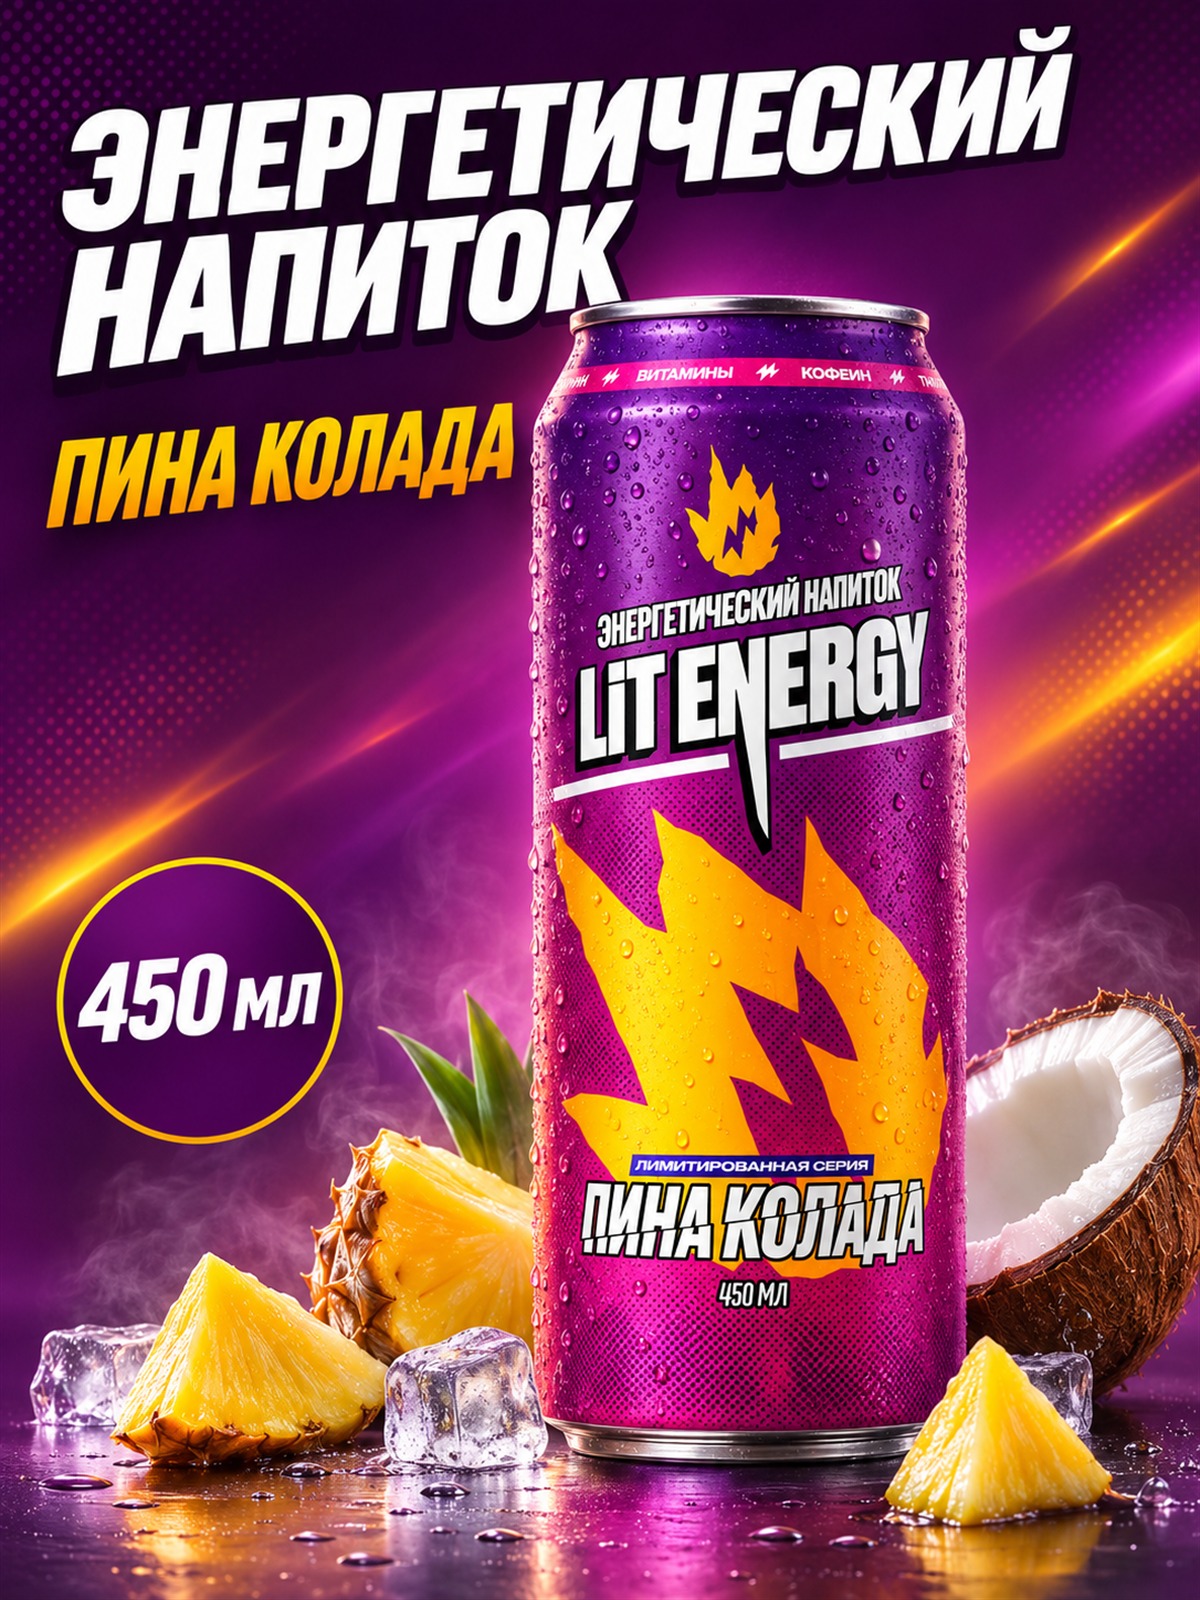 ЭНЕРГЕТИЧЕСКИЙ
НАПИТОК
ПИНА КОЛАДА
ВИТАМИНЫ КОФЕИН
ЭНЕРГЕТИЧЕСКИЙ НАПИТОК
LiT ENERGY
450 мл
ЛИМИТИРОВАННАЯ СЕРИЯ
ПИНА КОЛАДА
450 МЛ